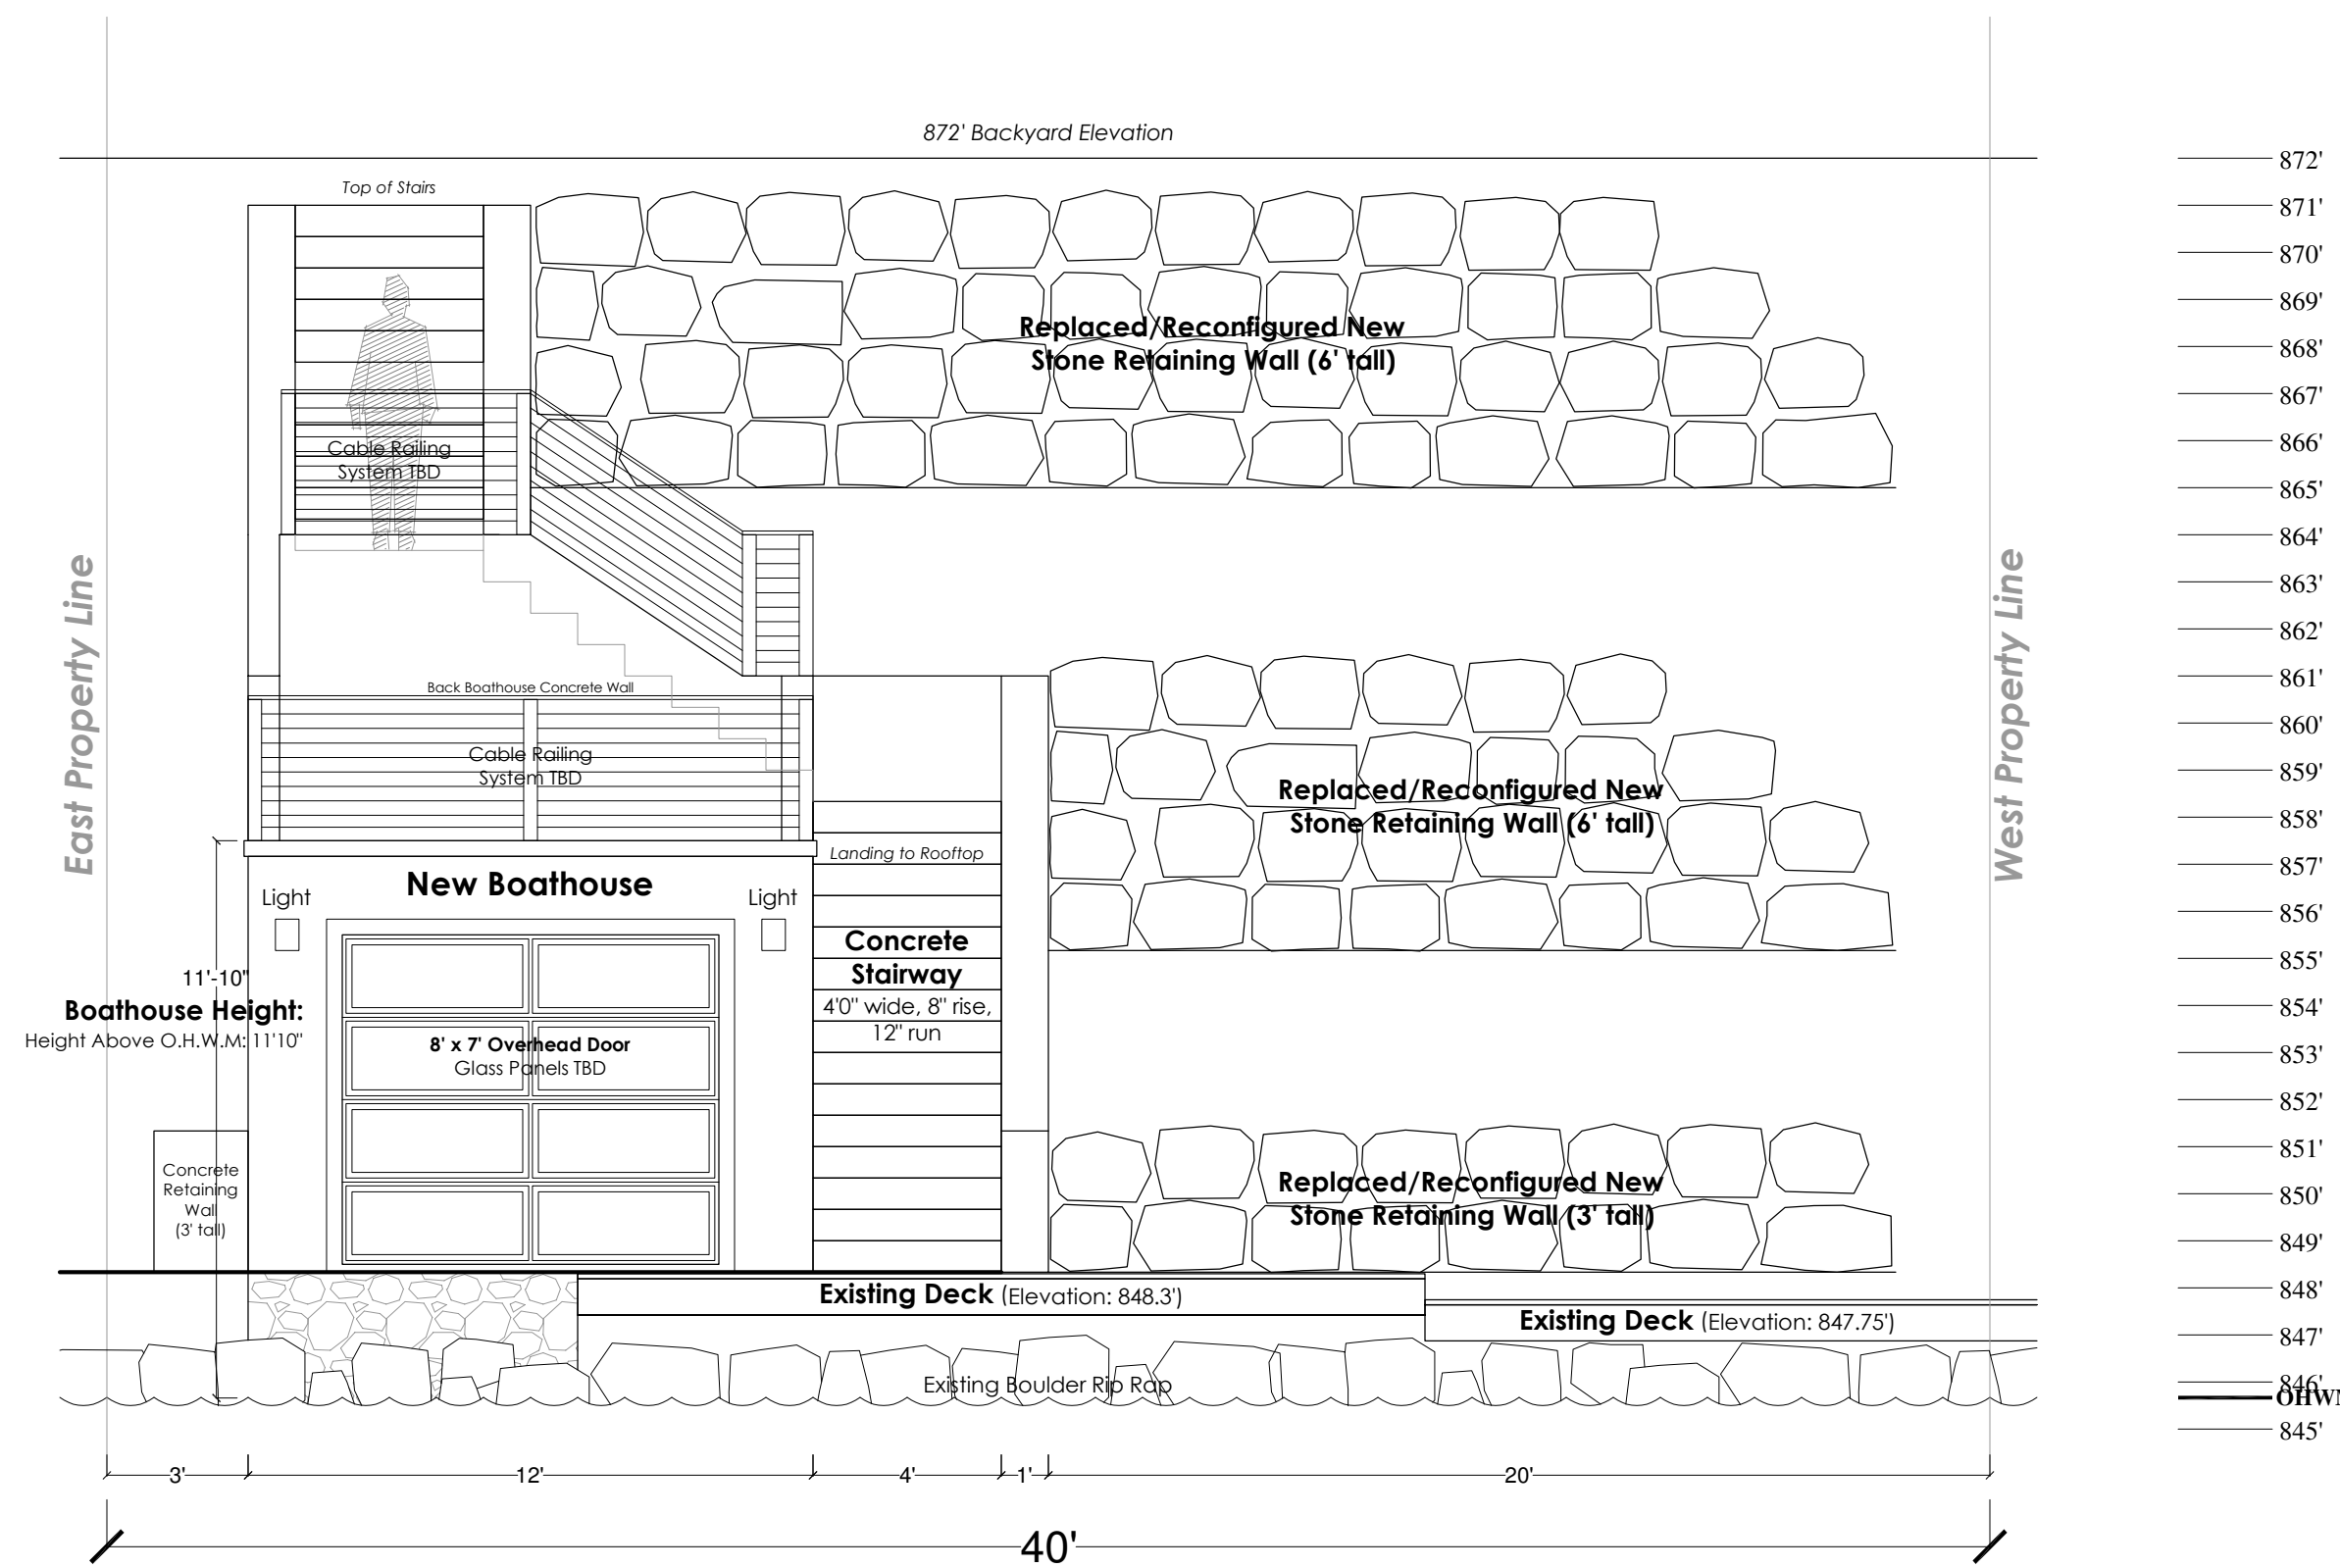 872' Backyard Elevation
Top of Stairs
Replaced/Reconfigured New
Stone Retaining Wall (6' tall)
Cable Railing
System TBD
East Property Line
West Property Line
Back Boathouse Concrete Wall
Cable Railing
System TBD
Replaced/Reconfigured New
Stone Retaining Wall (6' tall)
Landing to Rooftop
New Boathouse
Light
Light
Concrete
Stairway
4'0" wide, 8" rise,
12" run
11'-10"
Boathouse Height:
Height Above O.H.W.M: 11'10"
8' x 7' Overhead Door
Glass Panels TBD
Concrete
Retaining
Wall
(3' tall)
Replaced/Reconfigured New
Stone Retaining Wall (3' tall)
Existing Deck (Elevation: 848.3')
Existing Deck (Elevation: 847.75')
Existing Boulder Rip Rap
3'
12'
4'
1'
20'
40'
872'
871'
870'
869'
868'
867'
866'
865'
864'
863'
862'
861'
860'
859'
858'
857'
856'
855'
854'
853'
852'
851'
850'
849'
848'
847'
846'
845'